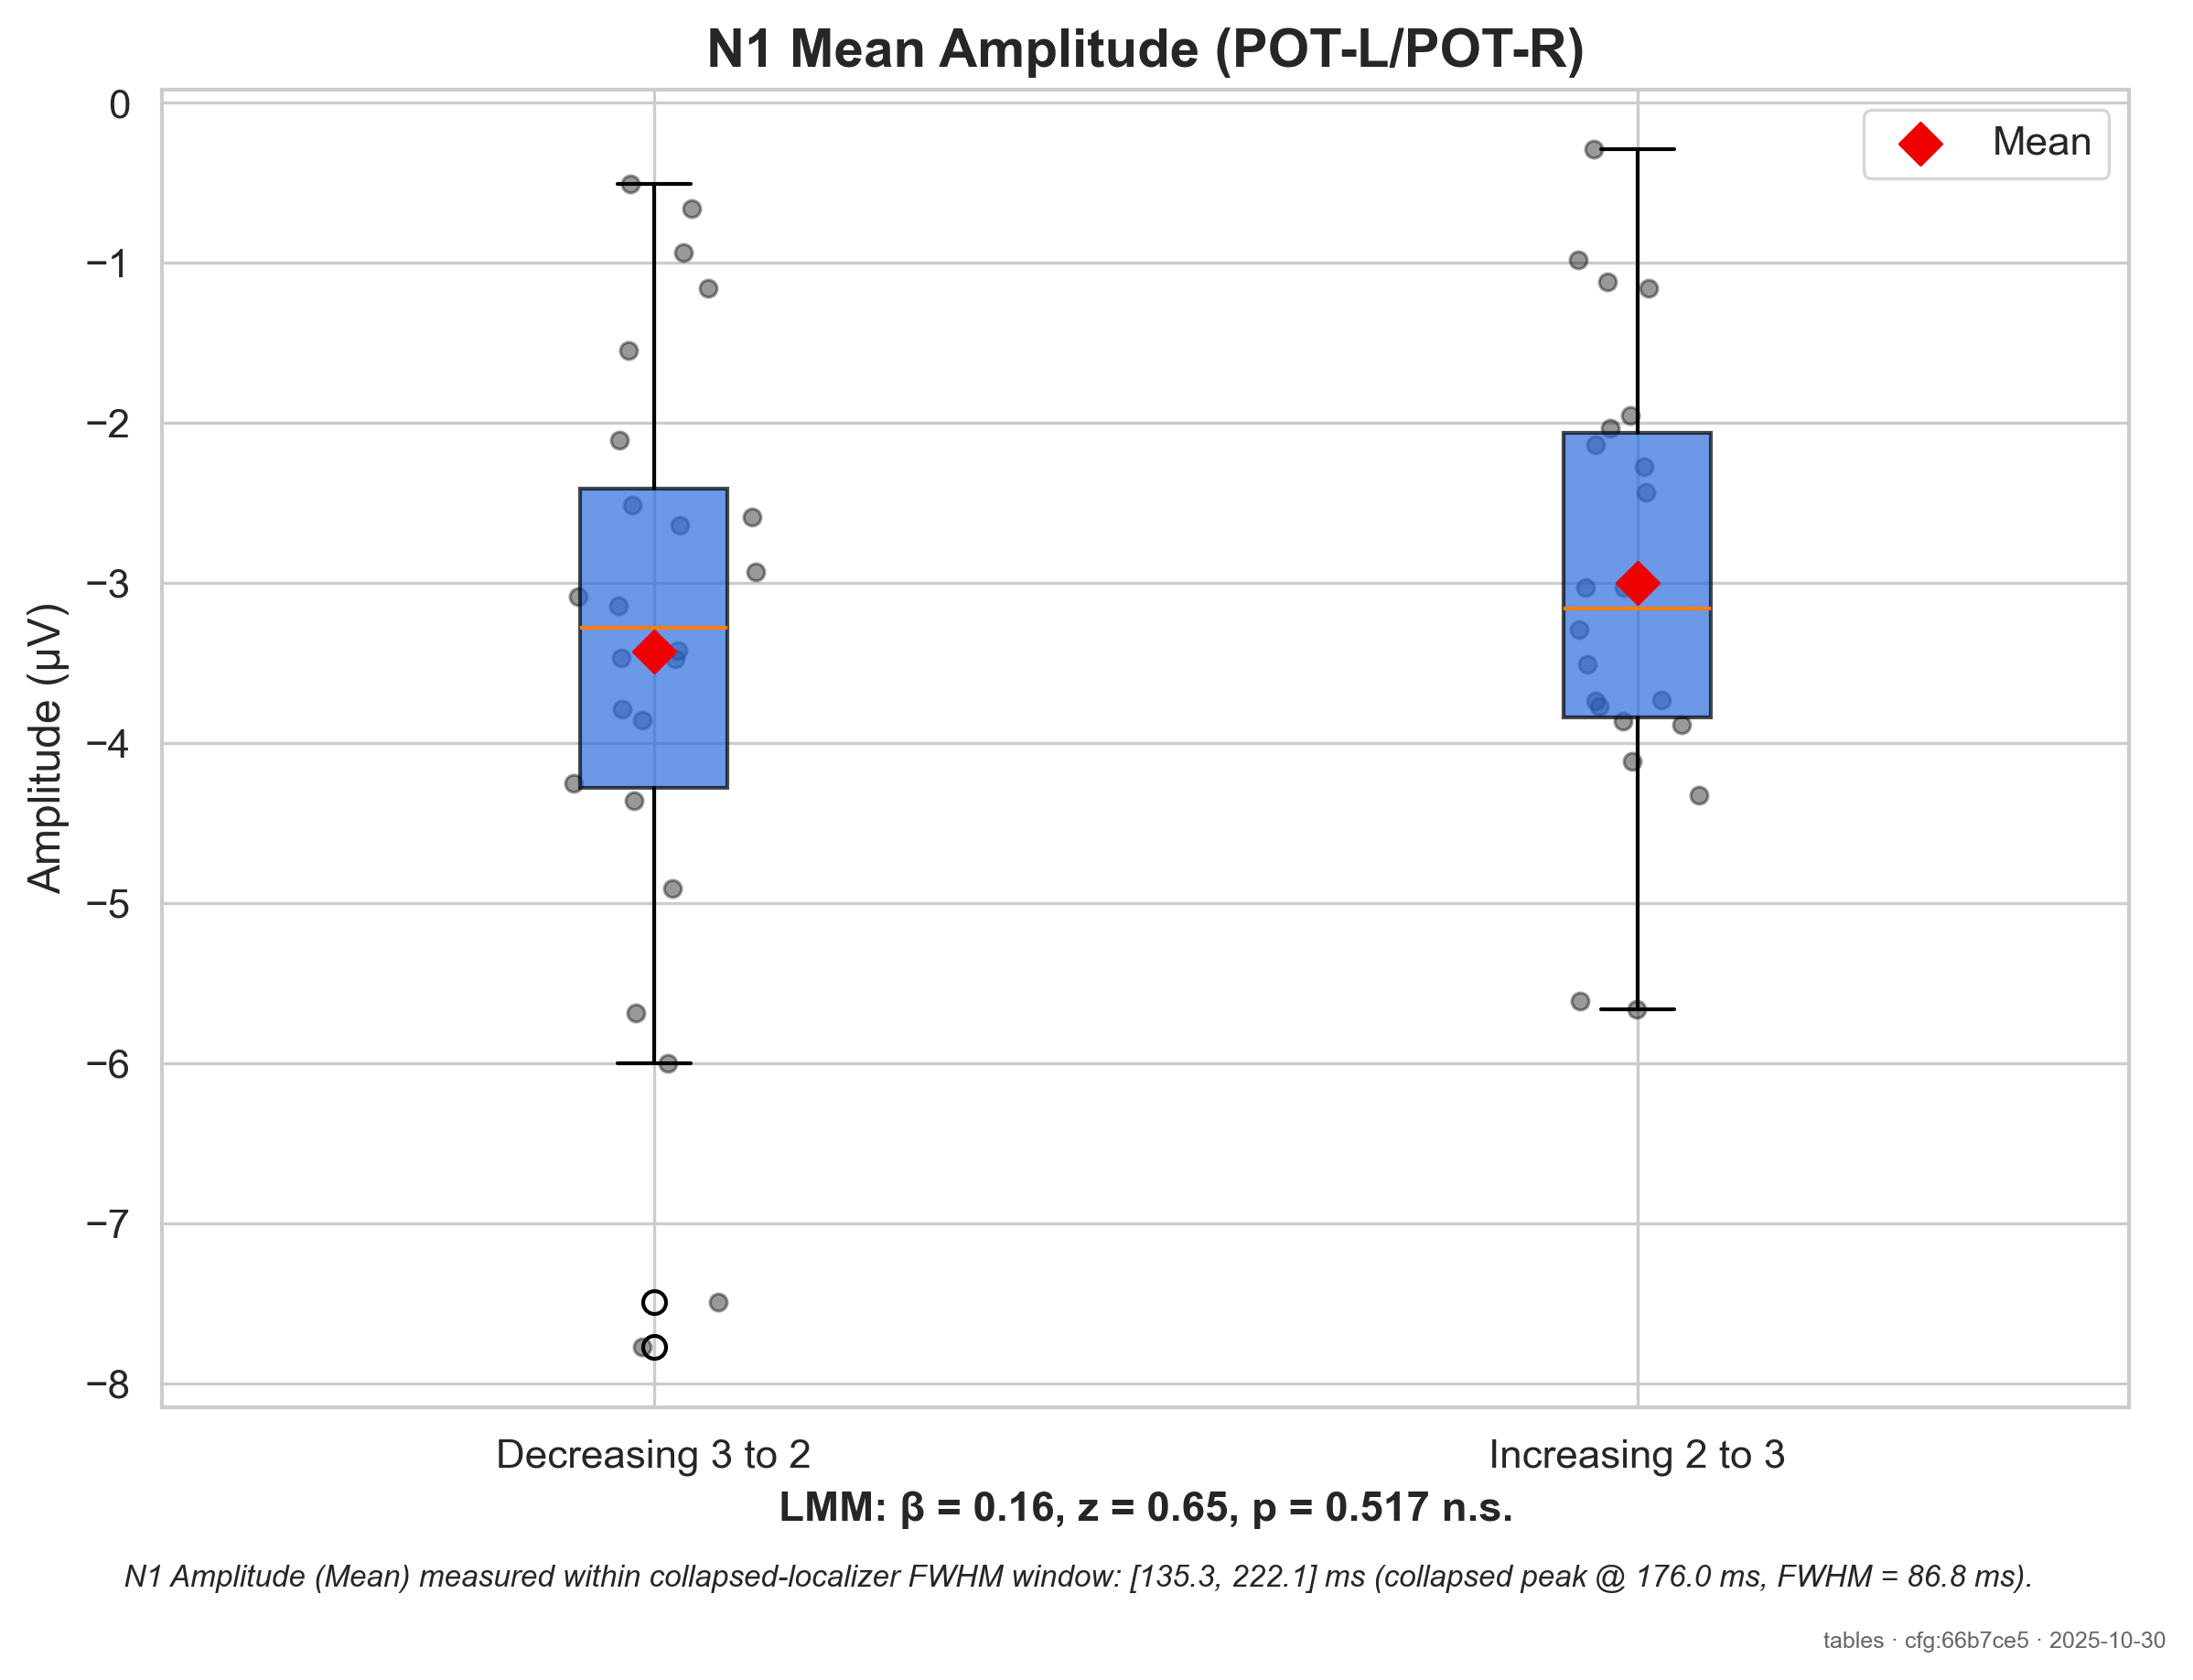 N1 Mean Amplitude (POT-L/POT-R)
Mean
0
−1
−2
−3
−4
−5
−6
−7
−8
Amplitude (µV)
Decreasing 3 to 2
Increasing 2 to 3
LMM: β = 0.16, z = 0.65, p = 0.517 n.s.
N1 Amplitude (Mean) measured within collapsed-localizer FWHM window: [135.3, 222.1] ms (collapsed peak @ 176.0 ms, FWHM = 86.8 ms).
tables · cfg:66b7ce5 · 2025-10-30